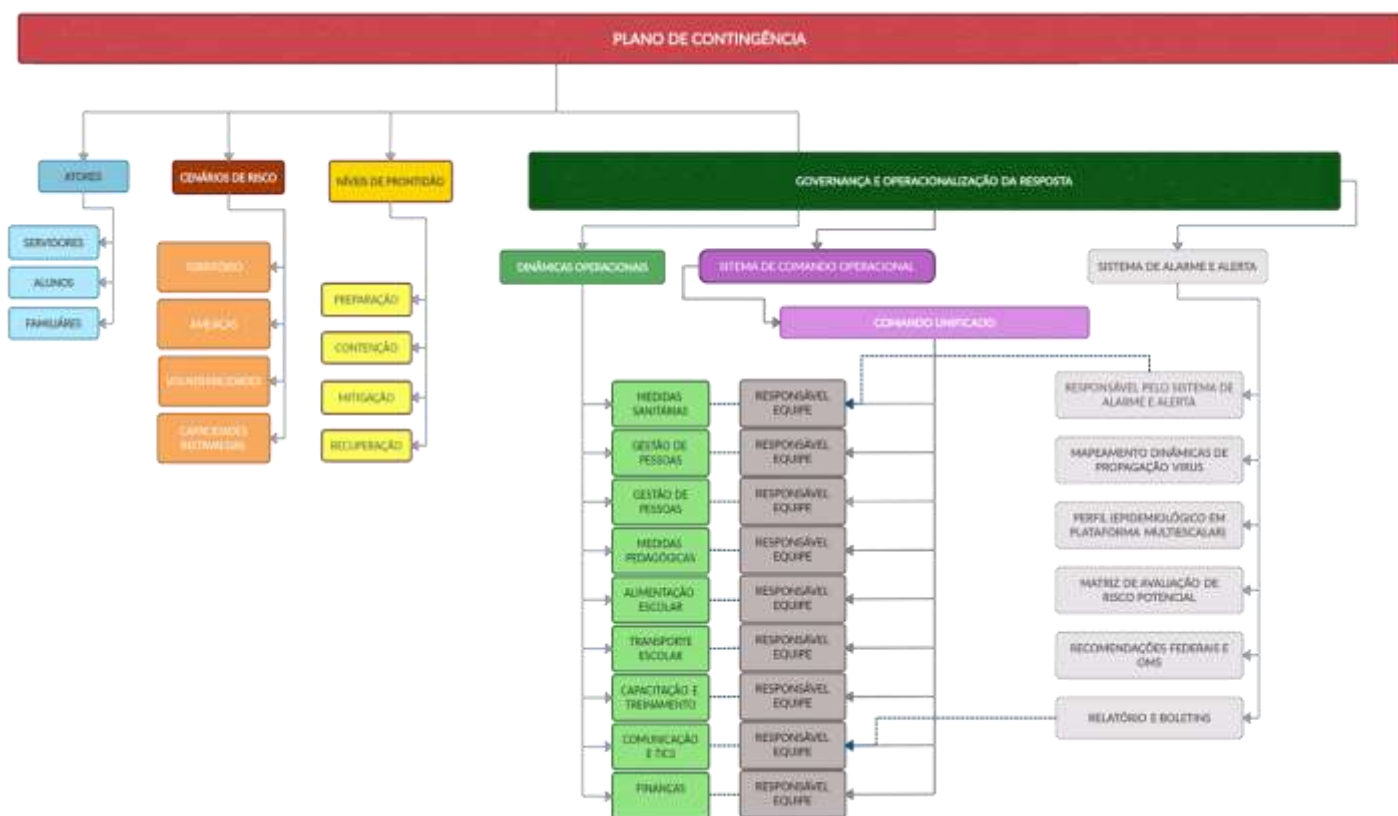 PLANO DE CONTINGÊNCIA
ATORES
CENÁRIOS DE RISCO
NÍVEIS DE PRONTIDÃO
GOVERNANÇA E OPERACIONALIZAÇÃO DA RESPOSTA
SERVIDORES
ALUNOS
FAMILIÁRES
TERRITÓRIO
AMEAÇAS
VULNERABILIDADES
CAPACIDADES
INSTALADAS
PREPARAÇÃO
CONTENÇÃO
MITIGAÇÃO
RECUPERAÇÃO
DINÂMICAS OPERACIONAIS
SITEMA DE COMANDO OPERACIONAL
SISTEMA DE ALARME E ALERTA
COMANDO UNIFICADO
MEDIDAS
SANITÁRIAS
RESPONSÁVEL
EQUIPE
GESTÃO DE
PESSOAS
RESPONSÁVEL
EQUIPE
GESTÃO DE
PESSOAS
RESPONSÁVEL
EQUIPE
MEDIDAS
PEDAGÓGICAS
RESPONSÁVEL
EQUIPE
ALIMENTAÇÃO
ESCOLAR
RESPONSÁVEL
EQUIPE
TRANSPORTE
ESCOLAR
RESPONSÁVEL
EQUIPE
CAPACITAÇÃO E
TREINAMENTO
RESPONSÁVEL
EQUIPE
COMUNICAÇÃO
E TICS
RESPONSÁVEL
EQUIPE
FINANÇAS
RESPONSÁVEL
EQUIPE
RESPONSÁVEL PELO SISTEMA DE
ALARME E ALERTA
MAPEAMENTO DINÂMICAS DE
PROPAGAÇÃO VIRUS
PERFIL (EPIDEMIOLÓGICO EM
PLATAFORMA MULTIESCALAR)
MATRIZ DE AVALIAÇÃO DE
RISCO POTENCIAL
RECOMENDAÇÕES FEDERAIS E
OMS
RELATÓRIO E BOLETINS